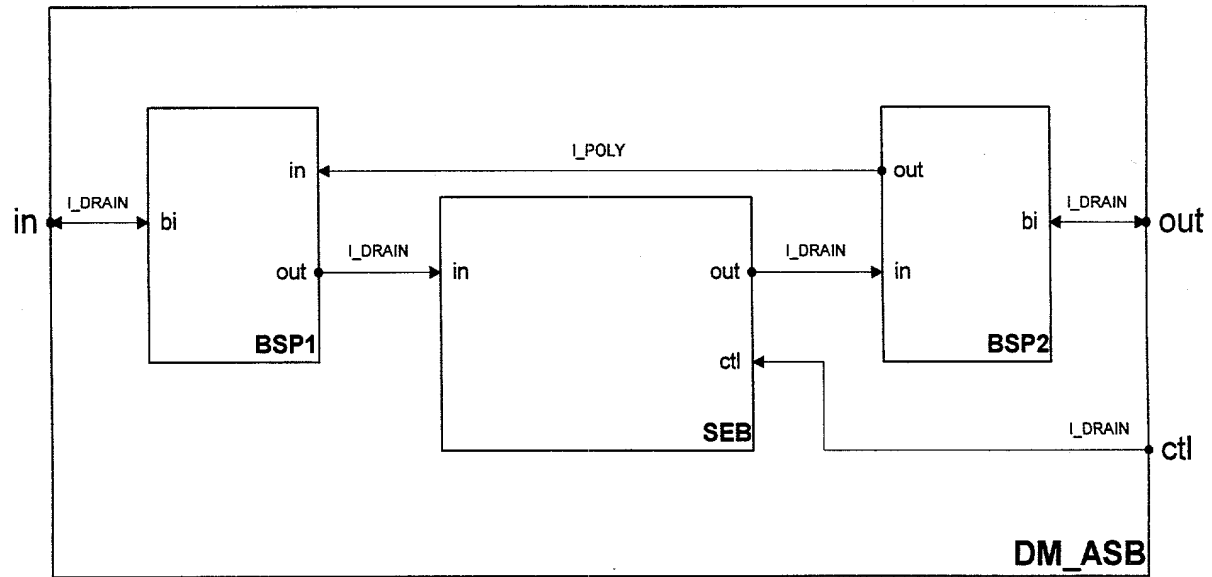 I_POLY
in
out
in
I_DRAIN
bi
bi
I_DRAIN
out
out
I_DRAIN
in
out
I_DRAIN
in
BSP1
BSP2
ctl
SEB
I_DRAIN
ctl
DM_ASB